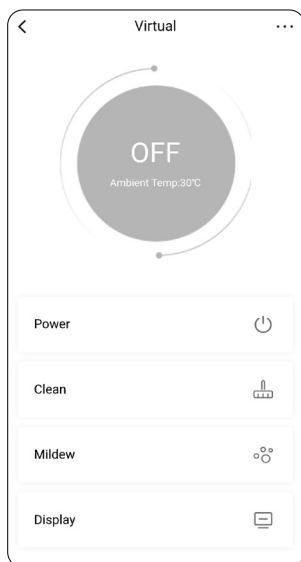 Virtual
OFF
Ambient Temp:30℃
Power
Clean
Mildew
Display